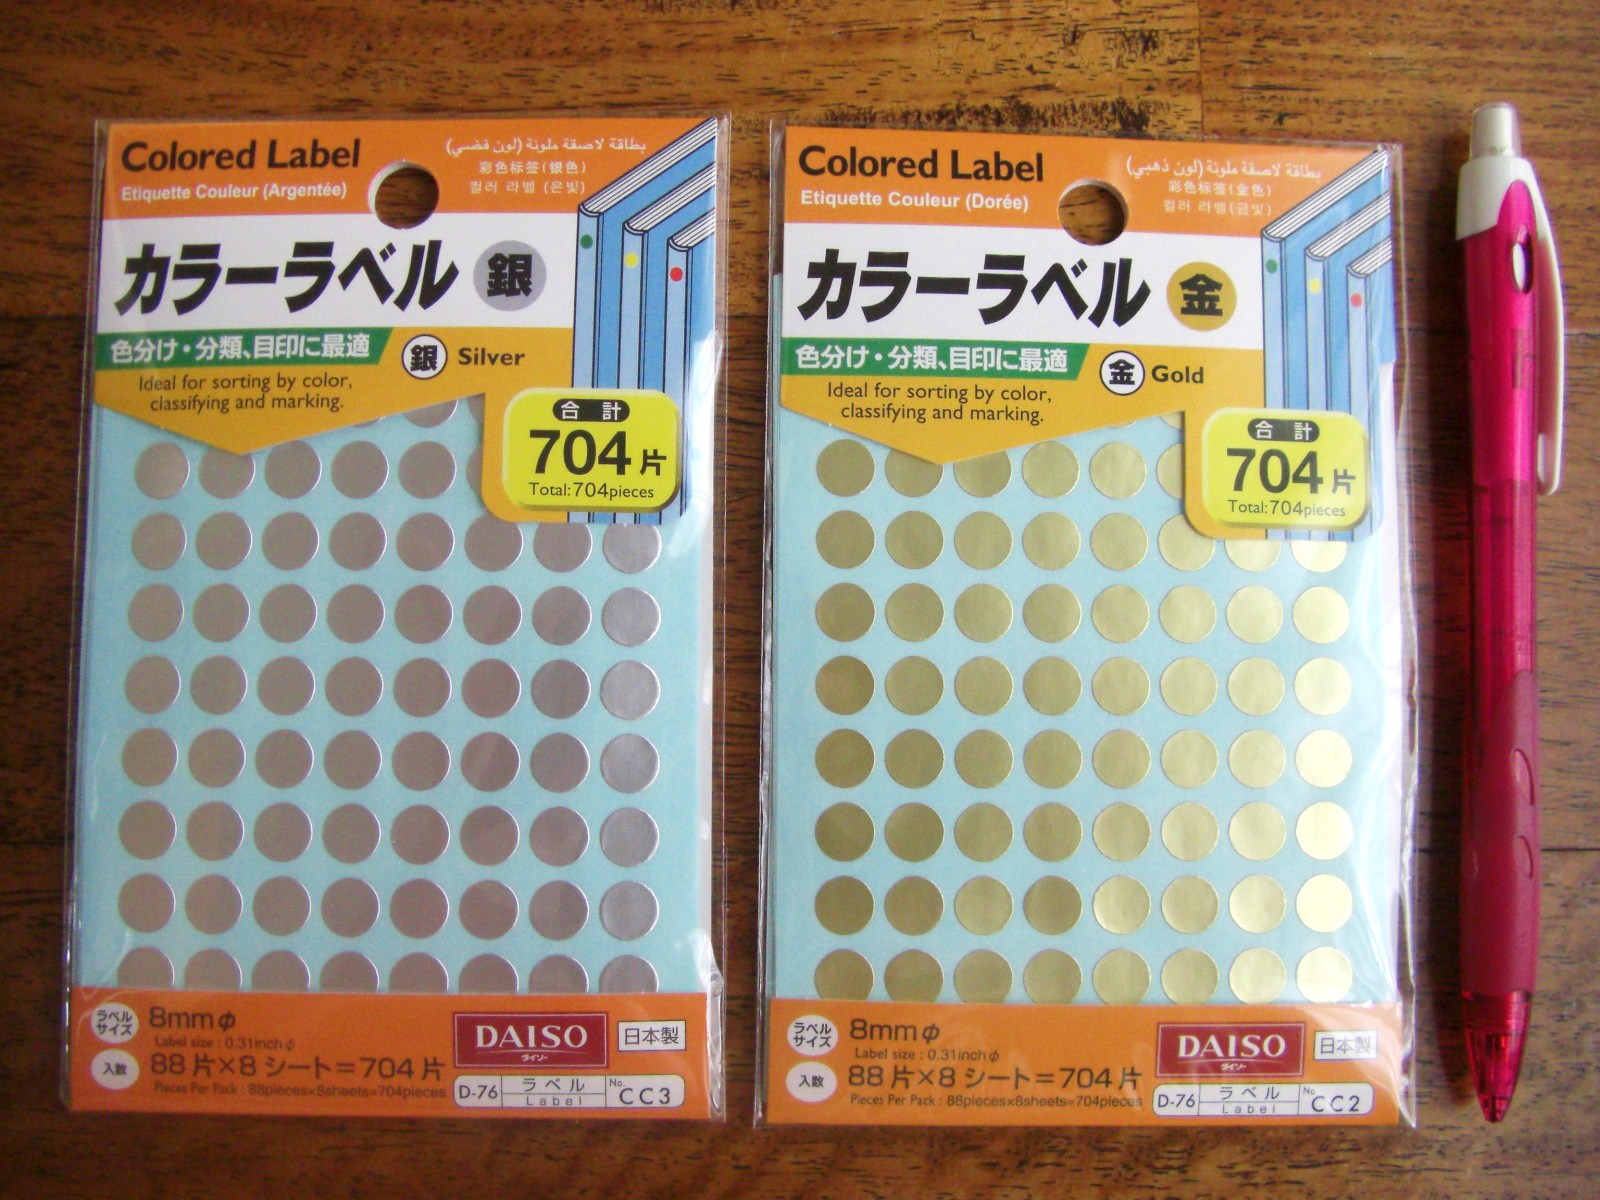 Colored Label
Etiquette Couleur (Argentée)
بطاقة لاصقة ملونة (لون فضي)
彩色标签(银色)
컬러 라벨 (은빛)
カラーラベル 銀
色分け・分類、目印に最適
銀 Silver
Ideal for sorting by color,
classifying and marking.
合計
704片
Total:704pieces
ラベルサイズ 8mmφ
Label size : 0.31inchφ
入数 88片×8シート=704片
Pieces Per Pack : 88pieces×8sheets=704pieces
DAISO
ダイソー
日本製
D-76 ラベル Label No. CC3
Colored Label
Etiquette Couleur (Dorée)
بطاقة لاصقة ملونة (لون ذهبي)
彩色标签(金色)
컬러 라벨(금빛)
カラーラベル 金
色分け・分類、目印に最適
金 Gold
Ideal for sorting by color,
classifying and marking.
合計
704片
Total:704pieces
ラベルサイズ 8mmφ
Label size : 0.31inchφ
入数 88片×8シート=704片
Pieces Per Pack : 88pieces×8sheets=704pieces
DAISO
ダイソー
日本製
D-76 ラベル Label No. CC2